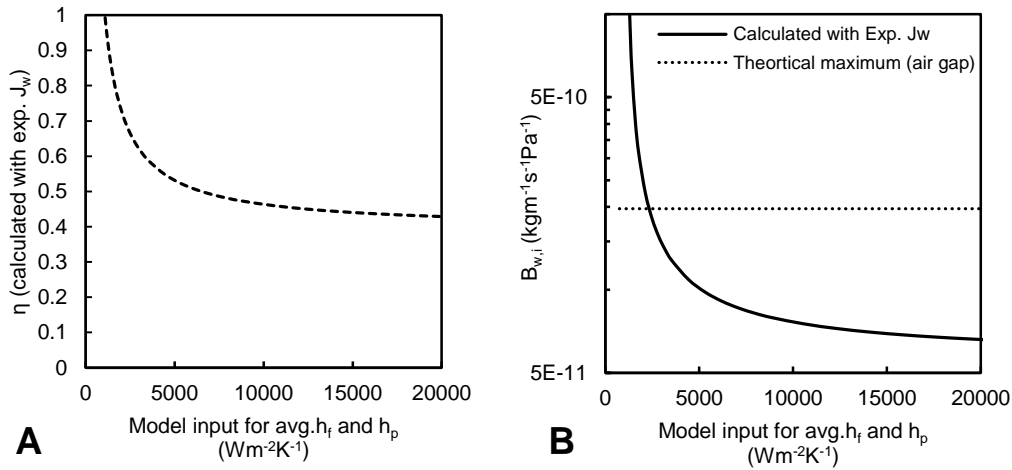 1
0.9
0.8
0.7
0.6
0.5
0.4
0.3
0.2
0.1
0
η (calculated with exp. Jw)
0 5000 10000 15000 20000
Model input for avg.hf and hp
(Wm-2K-1)
A
Calculated with Exp. Jw
Theortical maximum (air gap)
5E-10
5E-11
Bw,i (kgm-1s-1Pa-1)
0 5000 10000 15000 20000
Model input for avg.hf and hp
(Wm-2K-1)
B